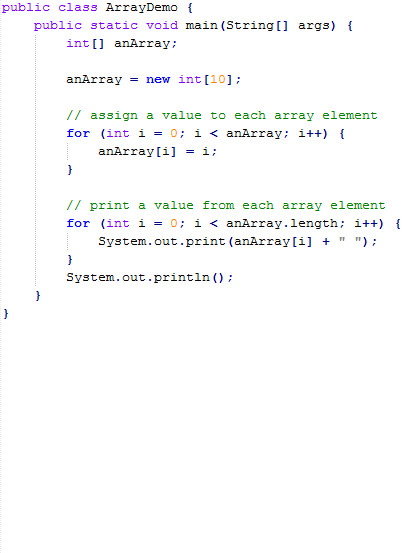 public class ArrayDemo {
    public static void main(String[] args) {
        int[] anArray;

        anArray = new int[10];

        // assign a value to each array element
        for (int i = 0; i < anArray; i++) {
            anArray[i] = i;
        }

        // print a value from each array element
        for (int i = 0; i < anArray.length; i++) {
            System.out.print(anArray[i] + " ");
        }
        System.out.println();
    }
}